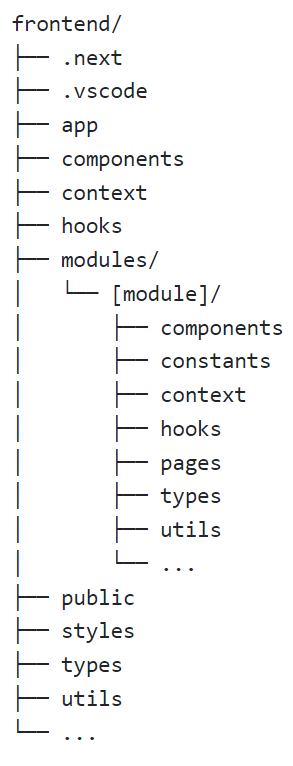 frontend/
├── .next
├── .vscode
├── app
├── components
├── context
├── hooks
├── modules/
│   └── [module]/
│       ├── components
│       ├── constants
│       ├── context
│       ├── hooks
│       ├── pages
│       ├── types
│       ├── utils
│       └── ...
├── public
├── styles
├── types
├── utils
└── ...